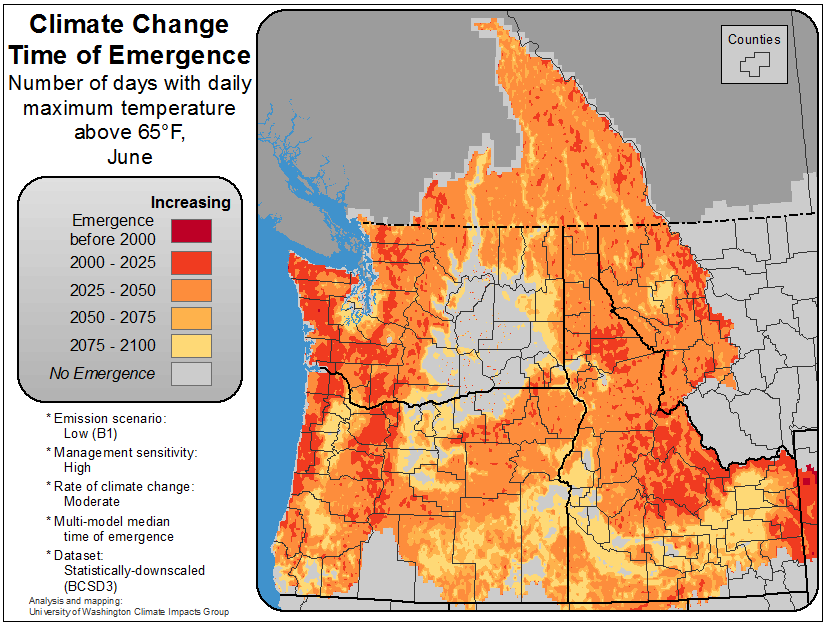 Climate Change
Time of Emergence
Number of days with daily
maximum temperature
above 65°F,
June
Increasing
Emergence
before 2000
2000 - 2025
2025 - 2050
2050 - 2075
2075 - 2100
No Emergence
* Emission scenario:
Low (B1)
* Management sensitivity:
High
* Rate of climate change:
Moderate
* Multi-model median
time of emergence
* Dataset:
Statistically-downscaled
(BCSD3)
Analysis and mapping:
University of Washington Climate Impacts Group
Counties